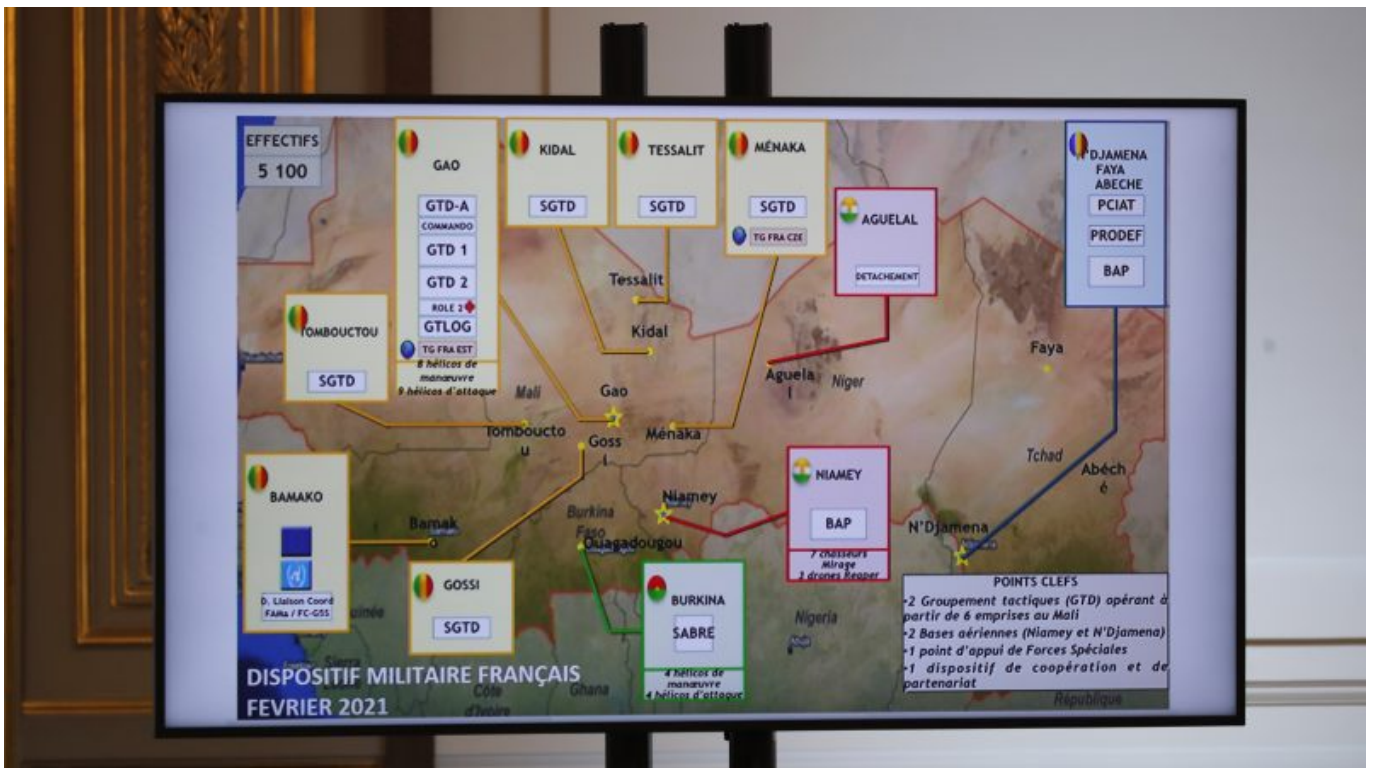 EFFECTIFS
5 100
GAO
GTD-A
COMMANDO
GTD 1
GTD 2
ROLE 2
GTLOG
TG FRA EST
8 hélicos de
manœuvre
9 hélicos d'attaque
KIDAL
SGTD
TESSALIT
SGTD
MÉNAKA
SGTD
TG FRA CZE
AGUELAL
DETACHEMENT
DJAMENA
FAYA
ABECHE
PCIAT
PRODEF
BAP
TOMBOUCTOU
SGTD
Tessalit
Kidal
Faya
Aguela
l
Niger
Mali
Gao
Tomboucto
u
Goss
i
Ménaka
Tchad
Abéch
é
BAMAKO
D. Liaison Coord
FAMa / FC-G5S
Bamak
o
Burkina
Faso
Niamey
Ouagadougou
NIAMEY
BAP
7 chasseurs
Mirage
3 drones Reaper
N'Djamena
GOSSI
SGTD
BURKINA
SABRE
4 hélicos de
manœuvre
4 hélicos d'attaque
Nigeria
POINTS CLEFS
•2 Groupement tactiques (GTD) opérant à
partir de 6 emprises au Mali
•2 Bases aériennes (Niamey et N'Djamena)
•1 point d'appui de Forces Spéciales
•1 dispositif de coopération et de
partenariat
Sierra
Côte
d'Ivoire
Ghana
République
DISPOSITIF MILITAIRE FRANÇAIS
FEVRIER 2021